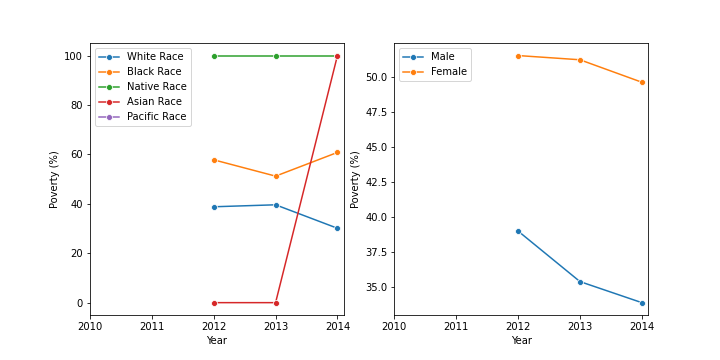 White Race
Black Race
Native Race
Asian Race
Pacific Race
100
80
60
40
20
0
Poverty (%)
2010 2011 2012 2013 2014
Year
Male
Female
50.0
47.5
45.0
42.5
40.0
37.5
35.0
Poverty (%)
2010 2011 2012 2013 2014
Year